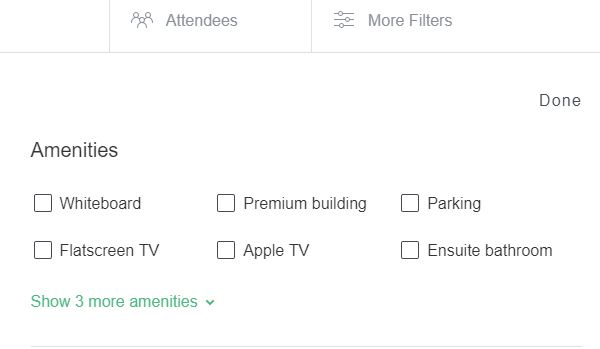 Attendees More Filters
Done
Amenities
Whiteboard Premium building Parking
Flatscreen TV Apple TV Ensuite bathroom
Show 3 more amenities